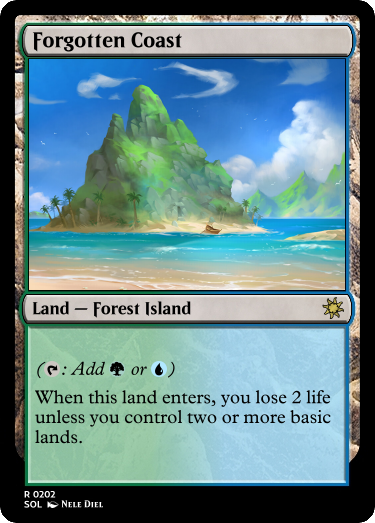 Forgotten Coast
Land — Forest Island
(: Add or )
When this land enters, you lose 2 life
unless you control two or more basic
lands.
R 0202
SOL Nele Diel